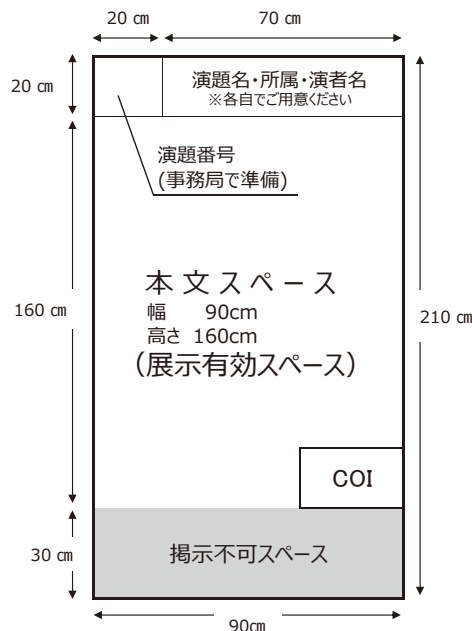 20 ㎝
70 ㎝
20 ㎝
演題名・所属・演者名
※各自でご用意ください
演題番号
(事務局で準備)
本文スペース
幅 90cm
高さ 160cm
(展示有効スペース)
160 ㎝
210 ㎝
COI
30 ㎝
掲示不可スペース
90㎝